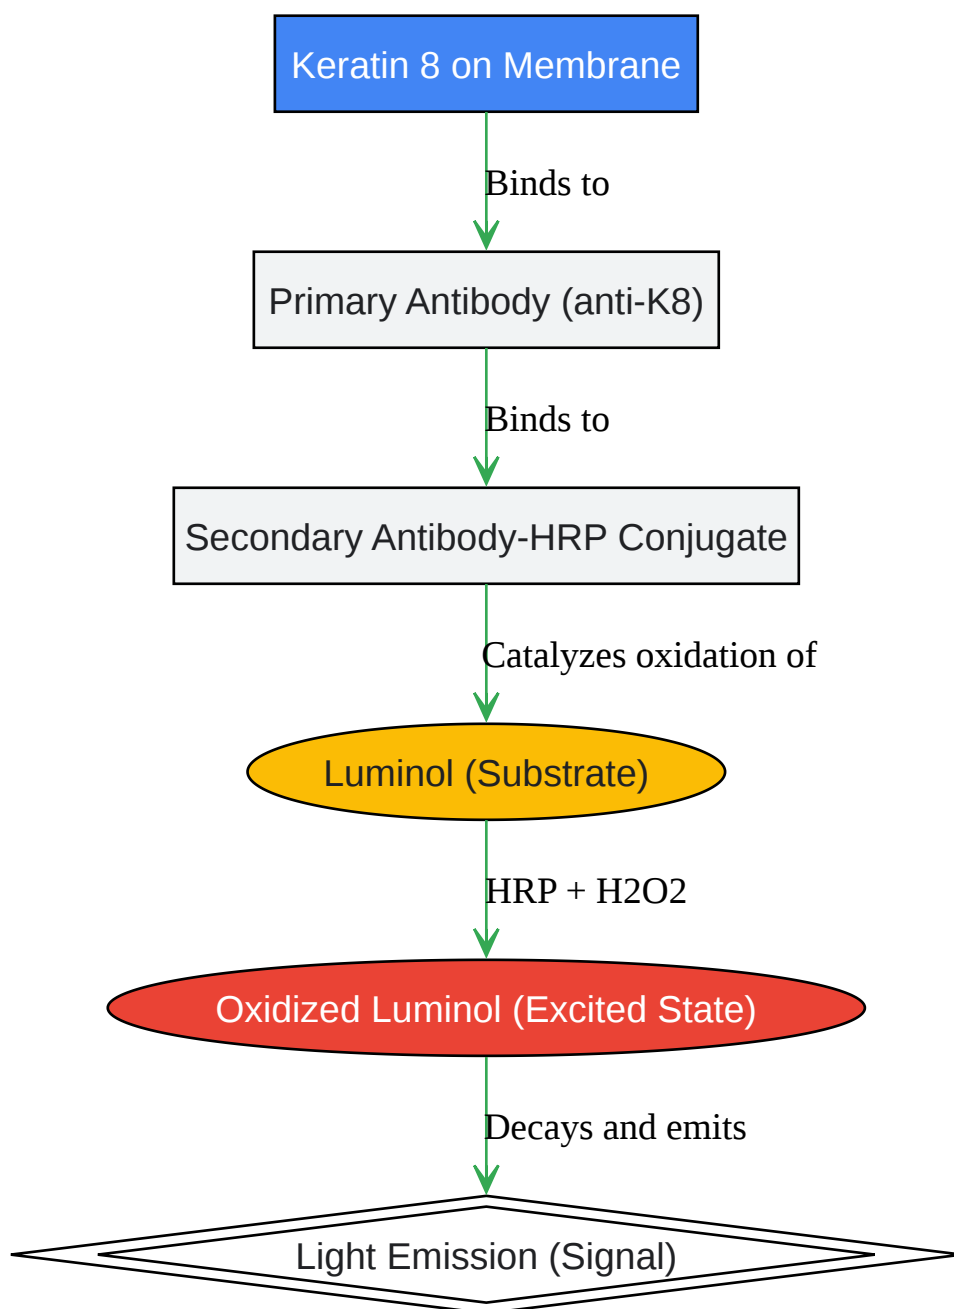 Keratin 8 on Membrane
Binds to
Primary Antibody (anti-K8)
Binds to
Secondary Antibody-HRP Conjugate
Catalyzes oxidation of
Luminol (Substrate)
HRP + H2O2
Oxidized Luminol (Excited State)
Decays and emits
Light Emission (Signal)